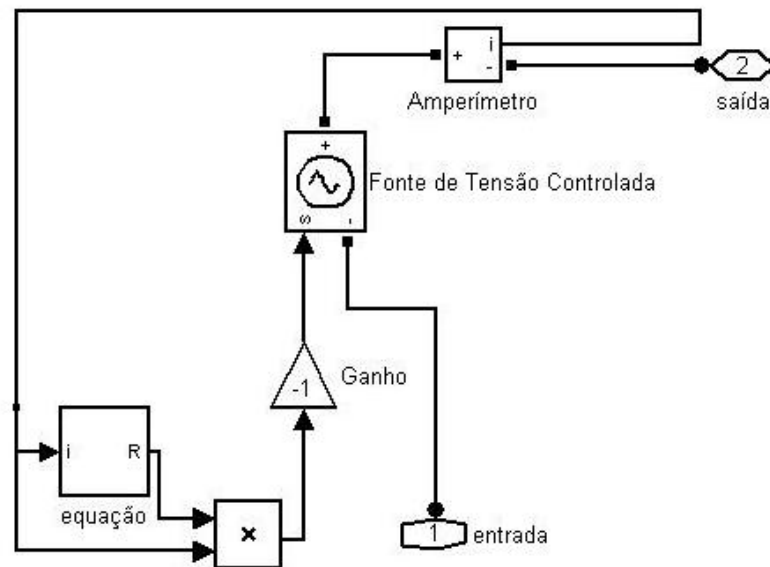 +
i
-
2
Amperímetro
saída
+
Fonte de Tensão Controlada
s
-
-1
Ganho
i
R
equação
×
1
entrada